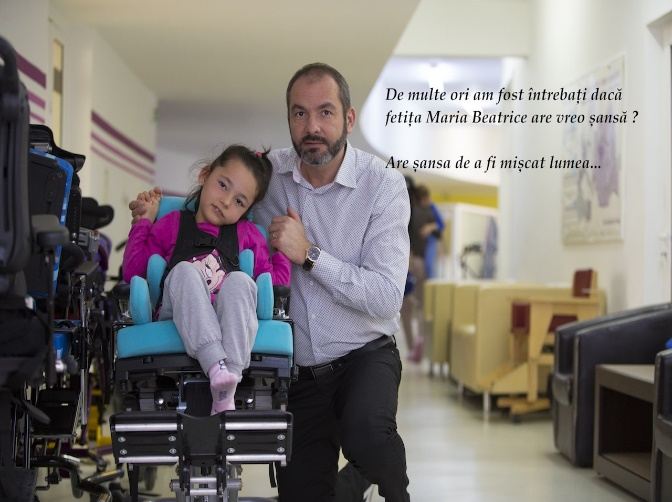 De multe ori am fost întrebați dacă
fetița Maria Beatrice are vreo șansă ?
Are șansa de a fi mișcat lumea...